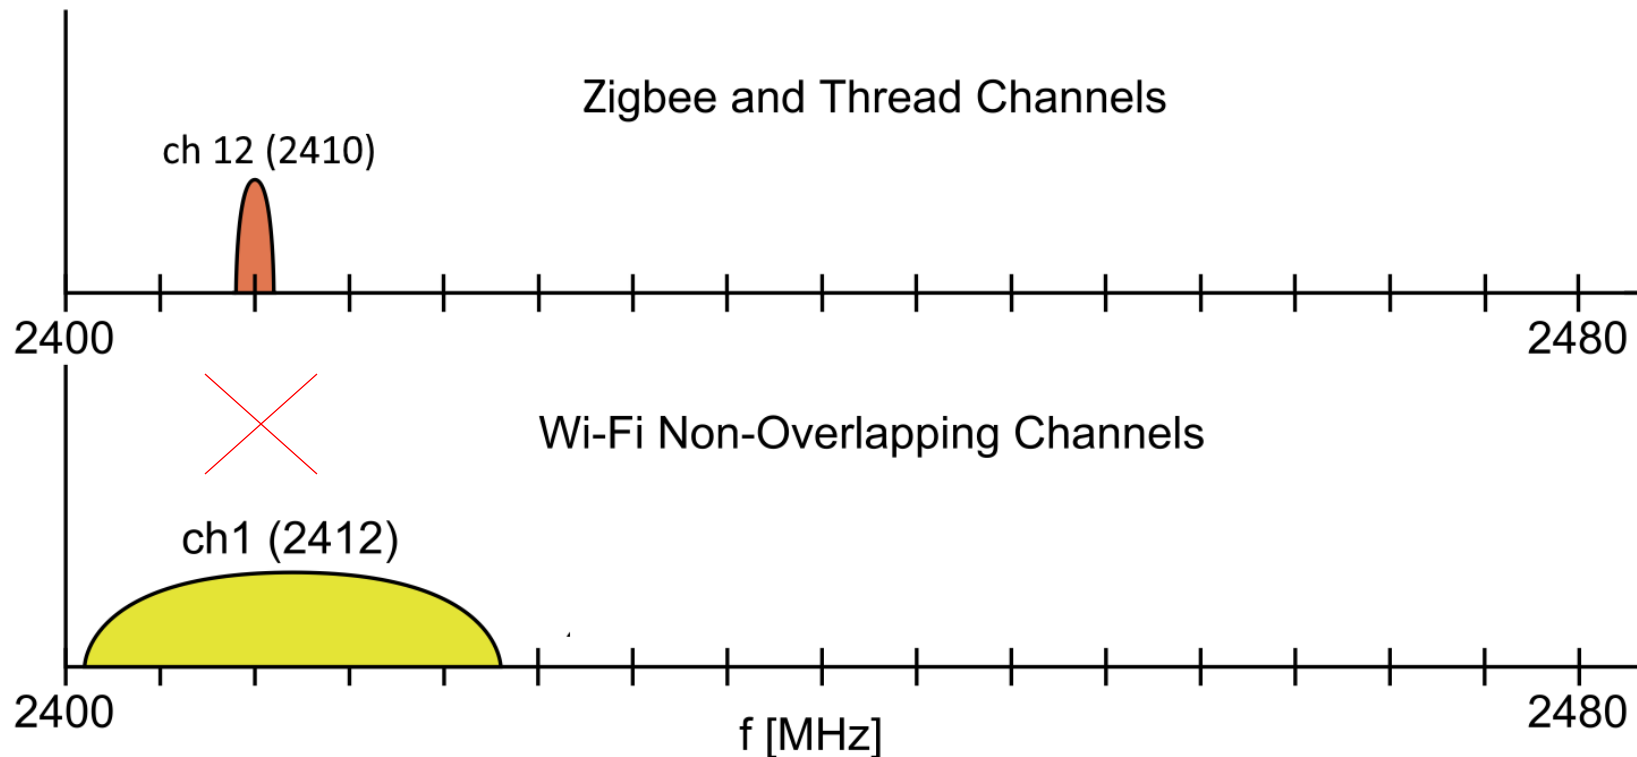 Zigbee and Thread Channels
ch 12 (2410)
2400
2480
Wi-Fi Non-Overlapping Channels
ch1 (2412)
2400
2480
f [MHz]